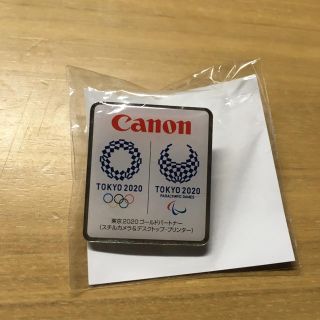 Canon
TOKYO 2020
TOKYO 2020
PARALYMPIC GAMES
東京2020ゴールドパートナー
(スチルカメラ&デスクトップ・プリンター)